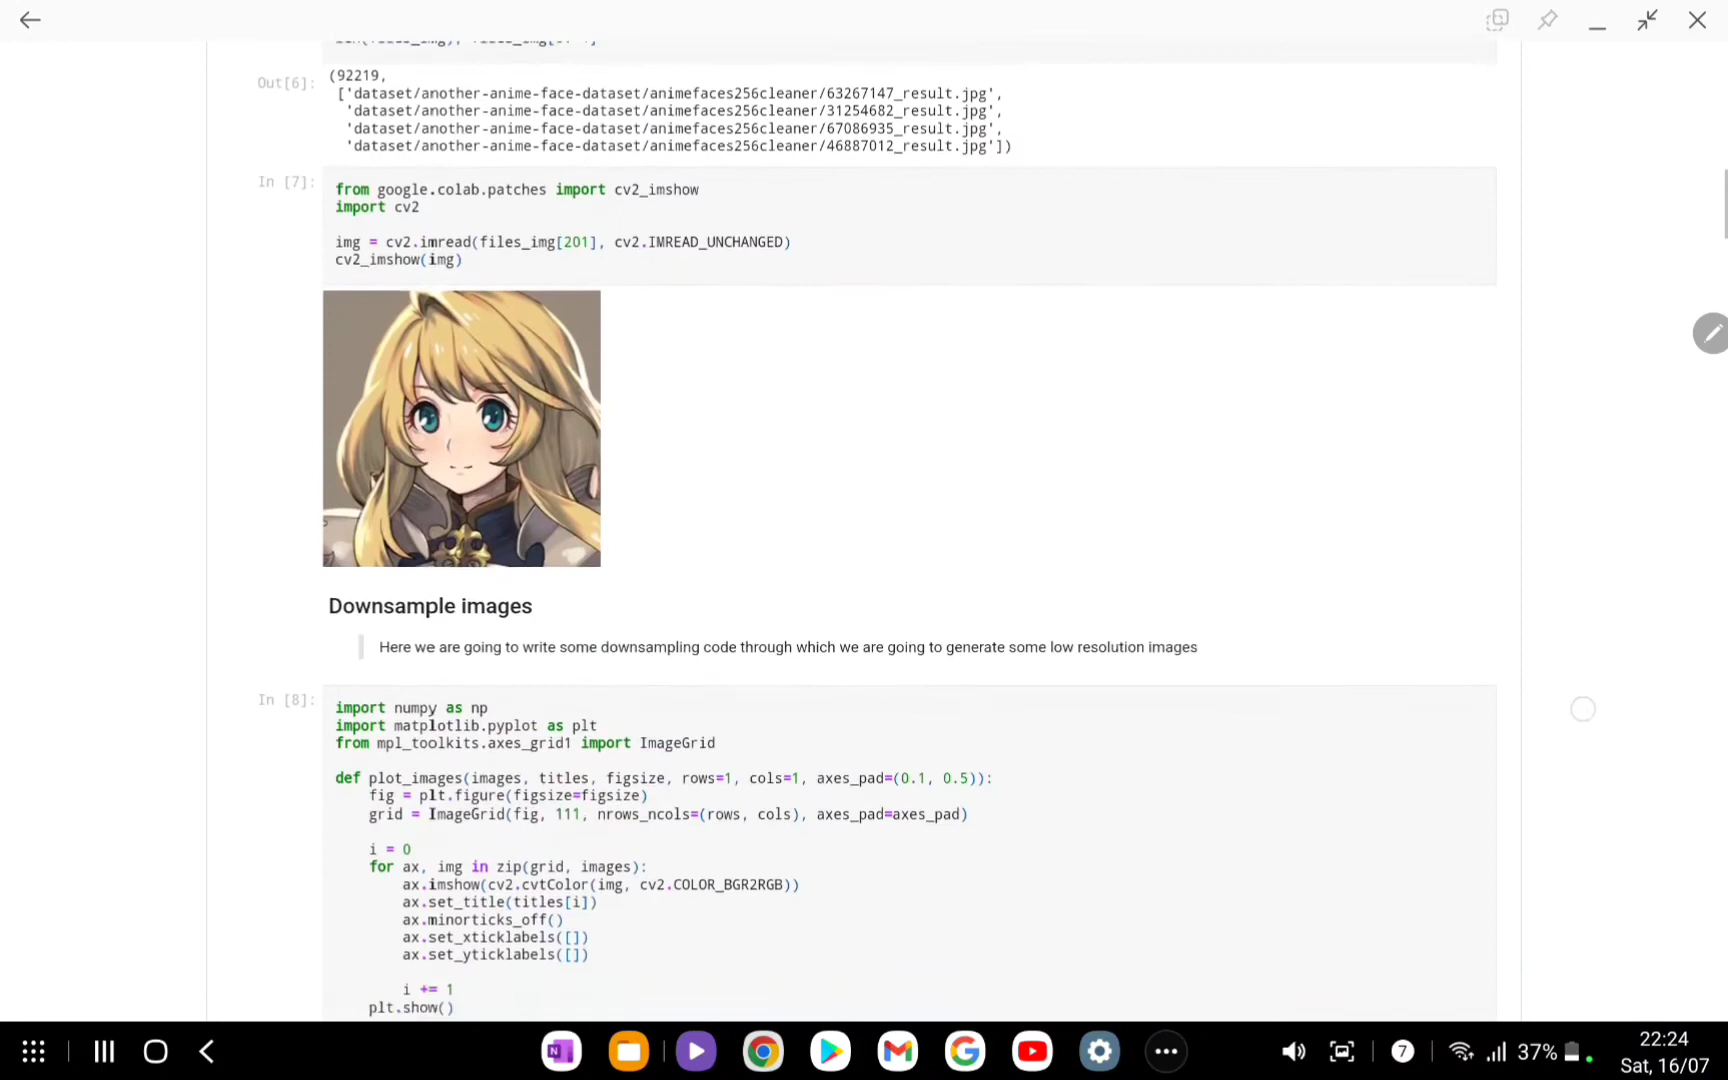 Out[6]:
(92219,
['dataset/another-anime-face-dataset/animefaces256cleaner/63267147_result.jpg',
'dataset/another-anime-face-dataset/animefaces256cleaner/31254682_result.jpg',
'dataset/another-anime-face-dataset/animefaces256cleaner/67086935_result.jpg',
'dataset/another-anime-face-dataset/animefaces256cleaner/46887012_result.jpg'])
In [7]:
from google.colab.patches import cv2_imshow
import cv2
img = cv2.imread(files_img[201], cv2.IMREAD_UNCHANGED)
cv2_imshow(img)
Downsample images
Here we are going to write some downsampling code through which we are going to generate some low resolution images
In [8]:
import numpy as np
import matplotlib.pyplot as plt
from mpl_toolkits.axes_grid1 import ImageGrid
def plot_images(images, titles, figsize, rows=1, cols=1, axes_pad=(0.1, 0.5)):
fig = plt.figure(figsize=figsize)
grid = ImageGrid(fig, 111, nrows_ncols=(rows, cols), axes_pad=axes_pad)
i = 0
for ax, img in zip(grid, images):
ax.imshow(cv2.cvtColor(img, cv2.COLOR_BGR2RGB))
ax.set_title(titles[i])
ax.minorticks_off()
ax.set_xticklabels([])
ax.set_yticklabels([])
i += 1
plt.show()
N
7
37%
22:24
Sat, 16/07